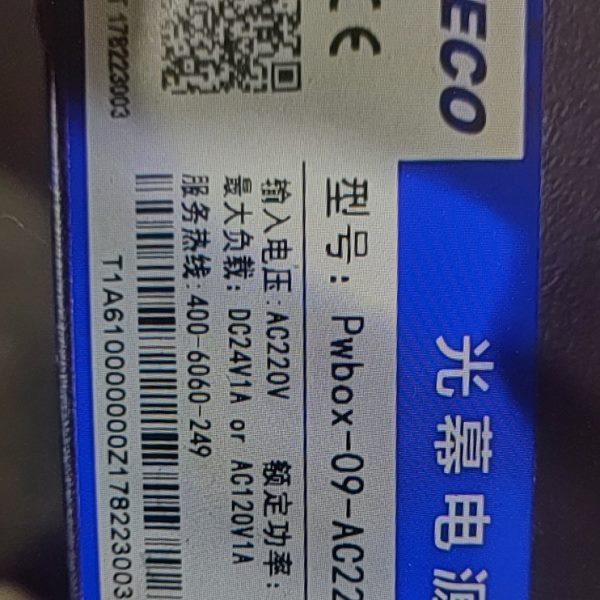 ECO
光幕电源
型号: Pwbox-09-AC22
输入电压:AC220V 额定功率:
最大负载: DC24V1A or AC120V1A
服务热线:400-6060-249
T1A610000000Z178223003
178223003